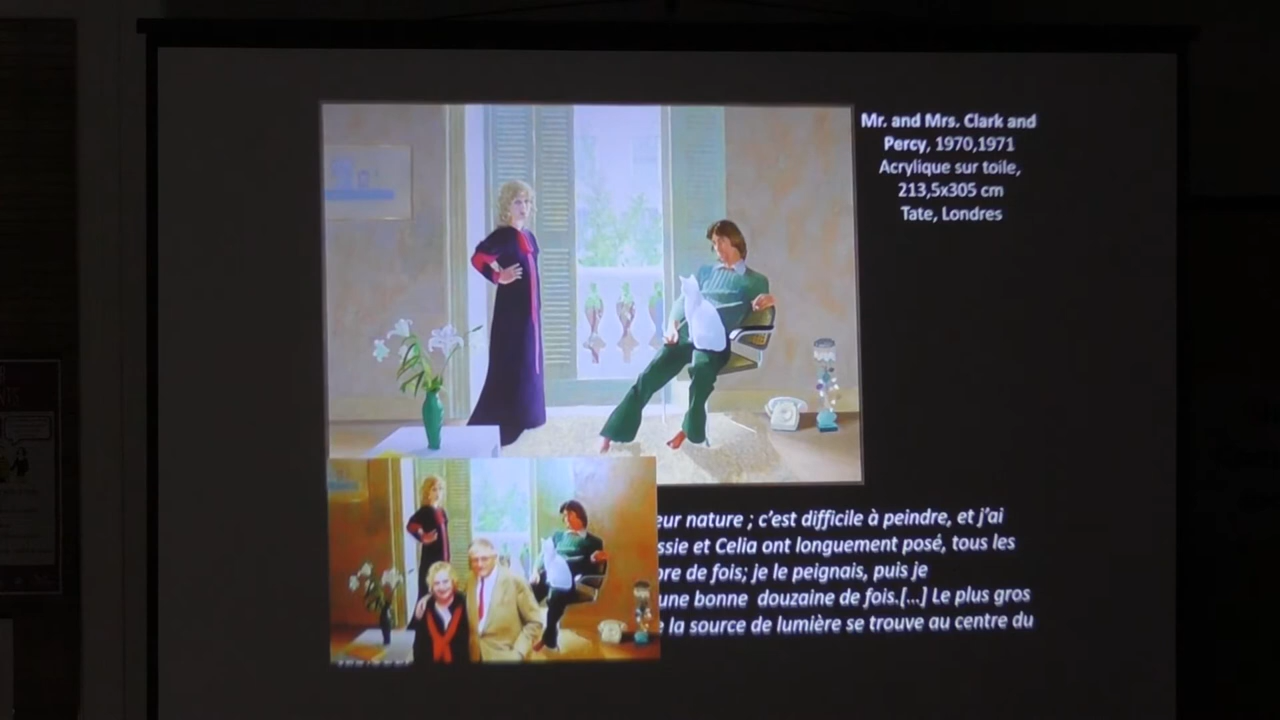 Mr. and Mrs. Clark and
Percy, 1970,1971
Acrylique sur toile,
213,5x305 cm
Tate, Londres
eur nature ; c'est difficile à peindre, et j'ai
ssie et Celia ont longuement posé, tous les
bre de fois; je le peignais, puis je
une bonne douzaine de fois.[...] Le plus gros
la source de lumière se trouve au centre du